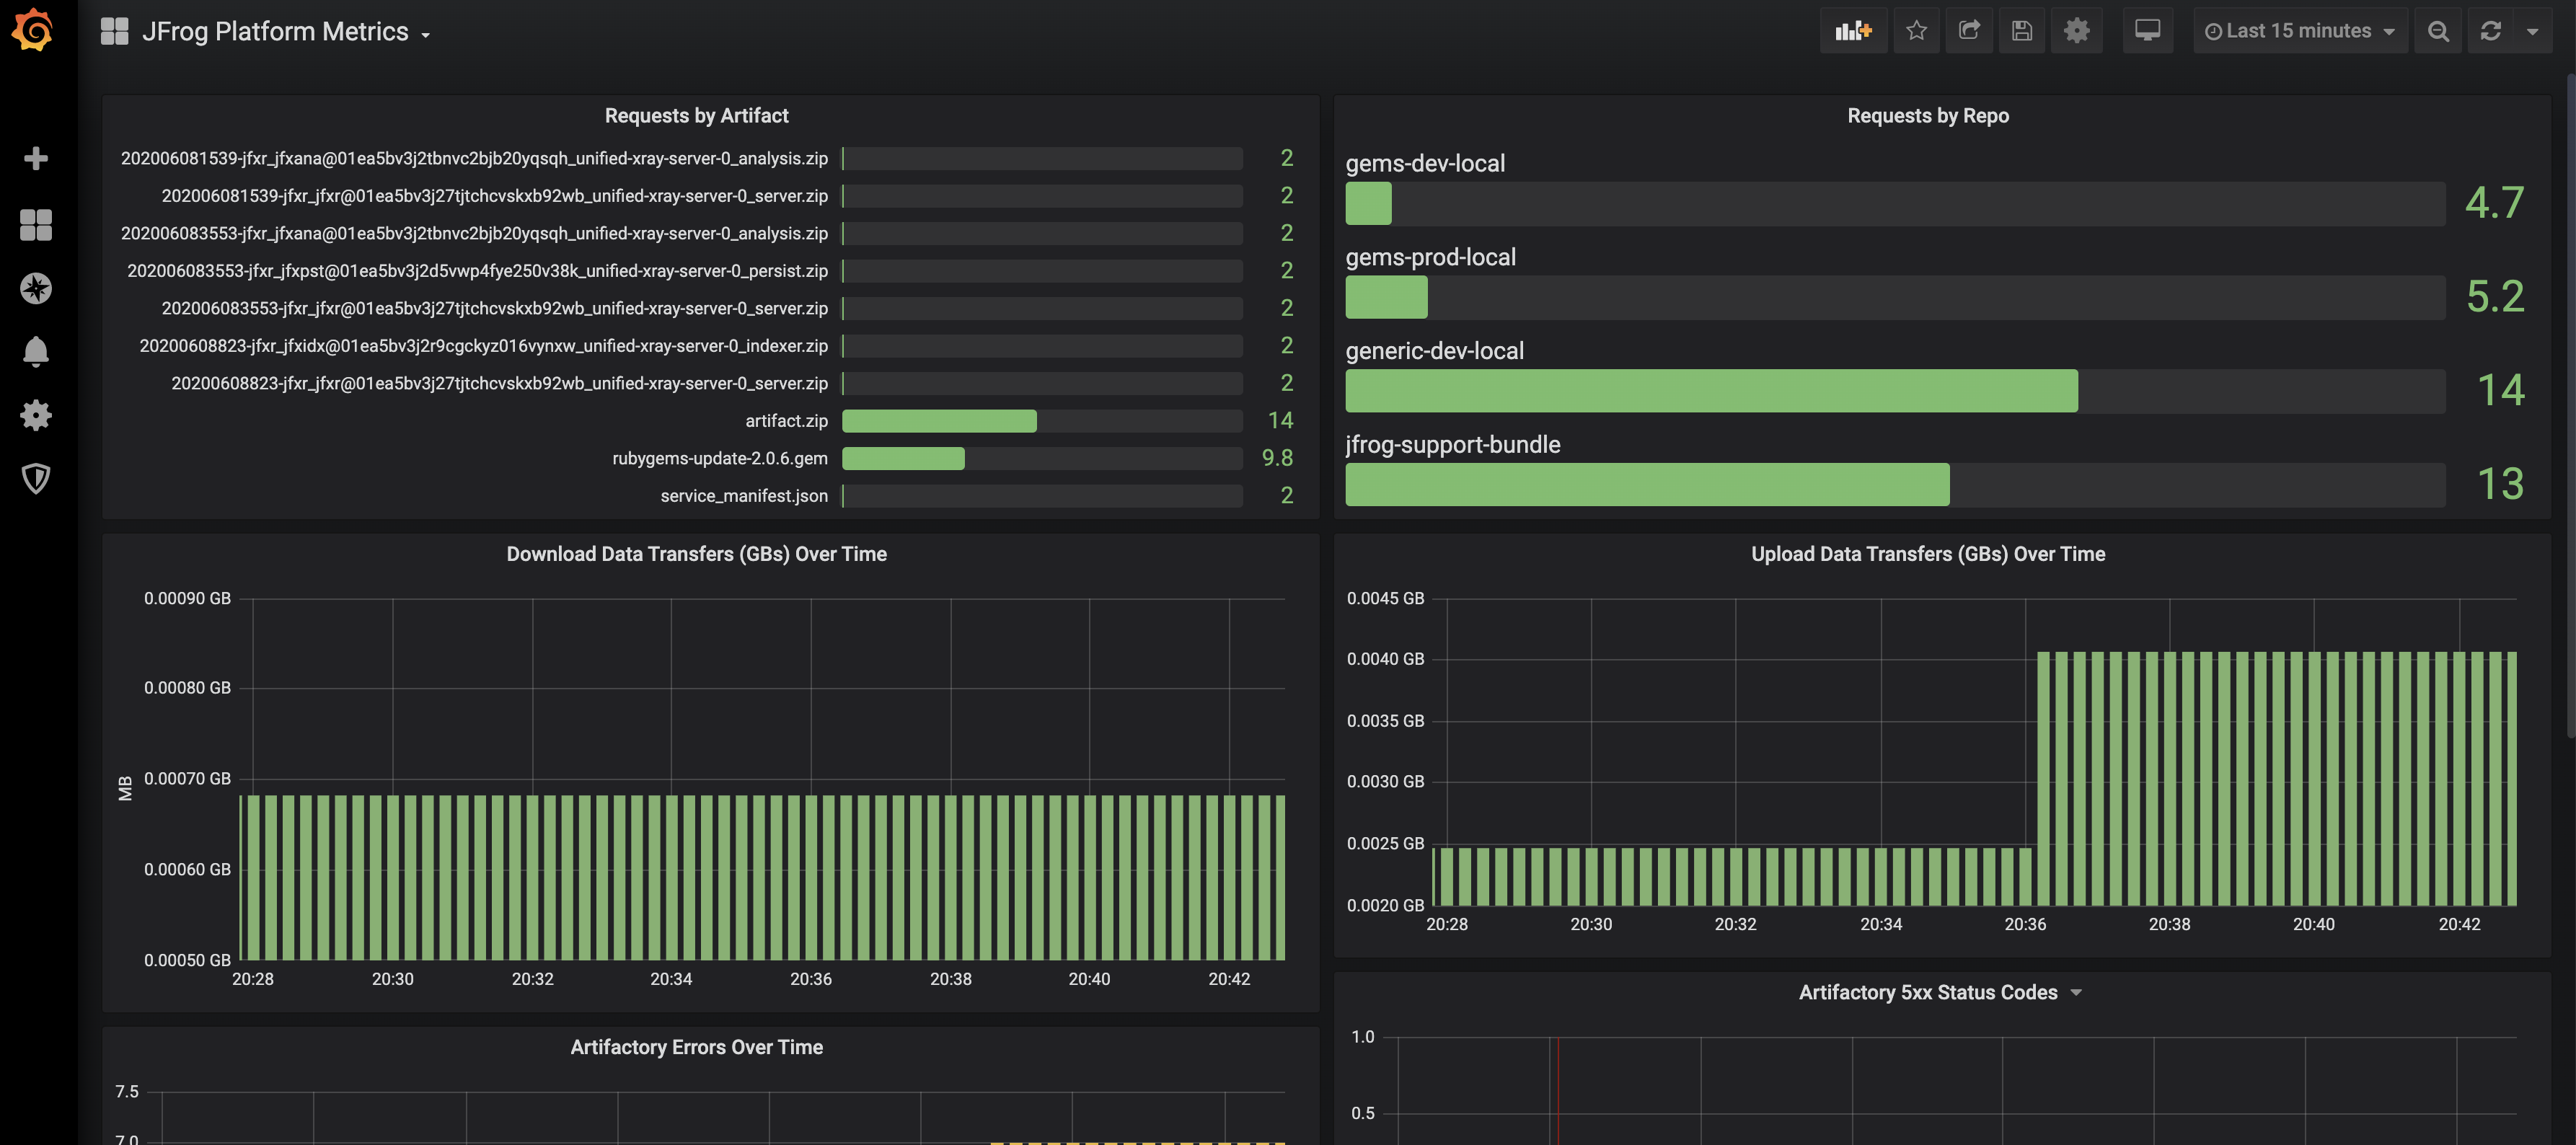 JFrog Platform Metrics
Last 15 minutes
Requests by Artifact
202006081539-jfxr_jfxana@01ea5bv3j2tbnvc2bjb20yqsqh_unified-xray-server-0_analysis.zip 2
202006081539-jfxr_jfxr@01ea5bv3j27tjtchcvskxb92wb_unified-xray-server-0_server.zip 2
202006083553-jfxr_jfxana@01ea5bv3j2tbnvc2bjb20yqsqh_unified-xray-server-0_analysis.zip 2
202006083553-jfxr_jfxpst@01ea5bv3j2d5vwp4fye250v38k_unified-xray-server-0_persist.zip 2
202006083553-jfxr_jfxr@01ea5bv3j27tjtchcvskxb92wb_unified-xray-server-0_server.zip 2
20200608823-jfxr_jfxidx@01ea5bv3j2r9cgckyz016vynxw_unified-xray-server-0_indexer.zip 2
20200608823-jfxr_jfxr@01ea5bv3j27tjtchcvskxb92wb_unified-xray-server-0_server.zip 2
artifact.zip 14
rubygems-update-2.0.6.gem 9.8
service_manifest.json 2
Requests by Repo
gems-dev-local
4.7
gems-prod-local
5.2
generic-dev-local
14
jfrog-support-bundle
13
Download Data Transfers (GBs) Over Time
MB
0.00090 GB
0.00080 GB
0.00070 GB
0.00060 GB
0.00050 GB
20:28 20:30 20:32 20:34 20:36 20:38 20:40 20:42
Upload Data Transfers (GBs) Over Time
0.0045 GB
0.0040 GB
0.0035 GB
0.0030 GB
0.0025 GB
0.0020 GB
20:28 20:30 20:32 20:34 20:36 20:38 20:40 20:42
Artifactory Errors Over Time
7.5
7.0
Artifactory 5xx Status Codes
1.0
0.5